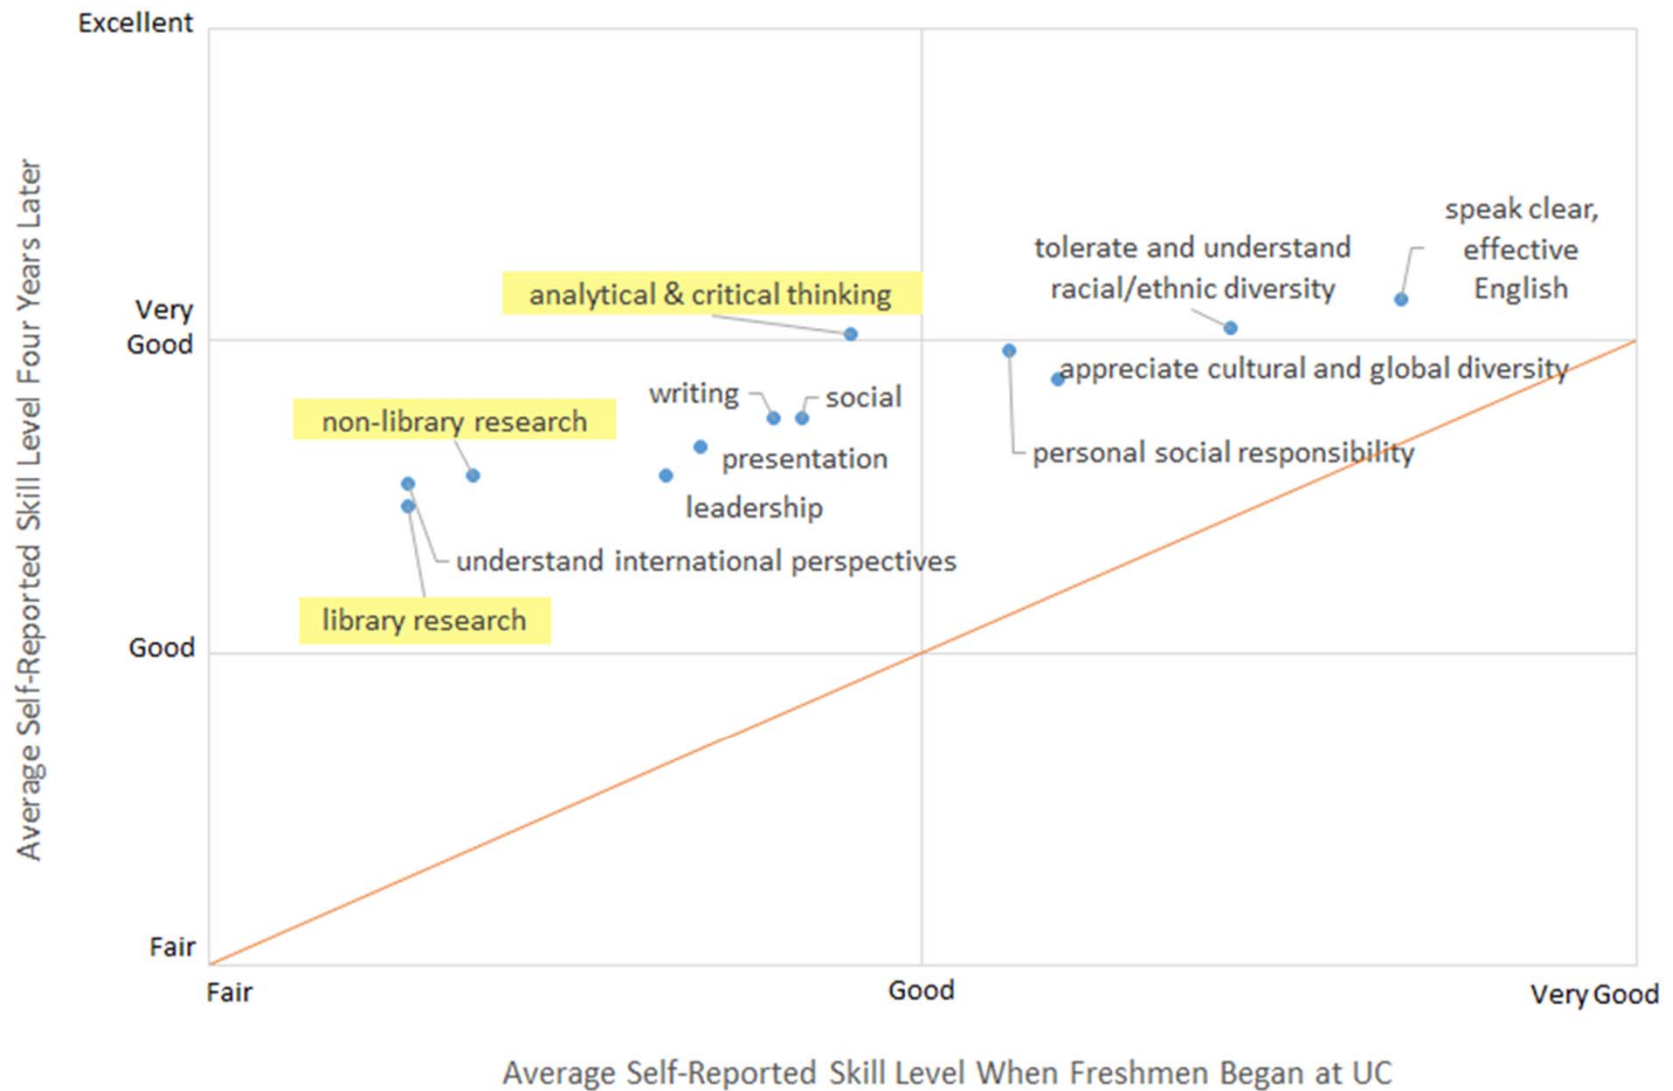 Excellent
speak clear,
effective
English
tolerate and understand
racial/ethnic diversity
analytical & critical thinking
Very
Good
appreciate cultural and global diversity
writing
social
non-library research
presentation
personal social responsibility
leadership
understand international perspectives
library research
Good
Fair
Fair
Good
Very Good
Average Self-Reported Skill Level Four Years Later
Average Self-Reported Skill Level When Freshmen Began at UC